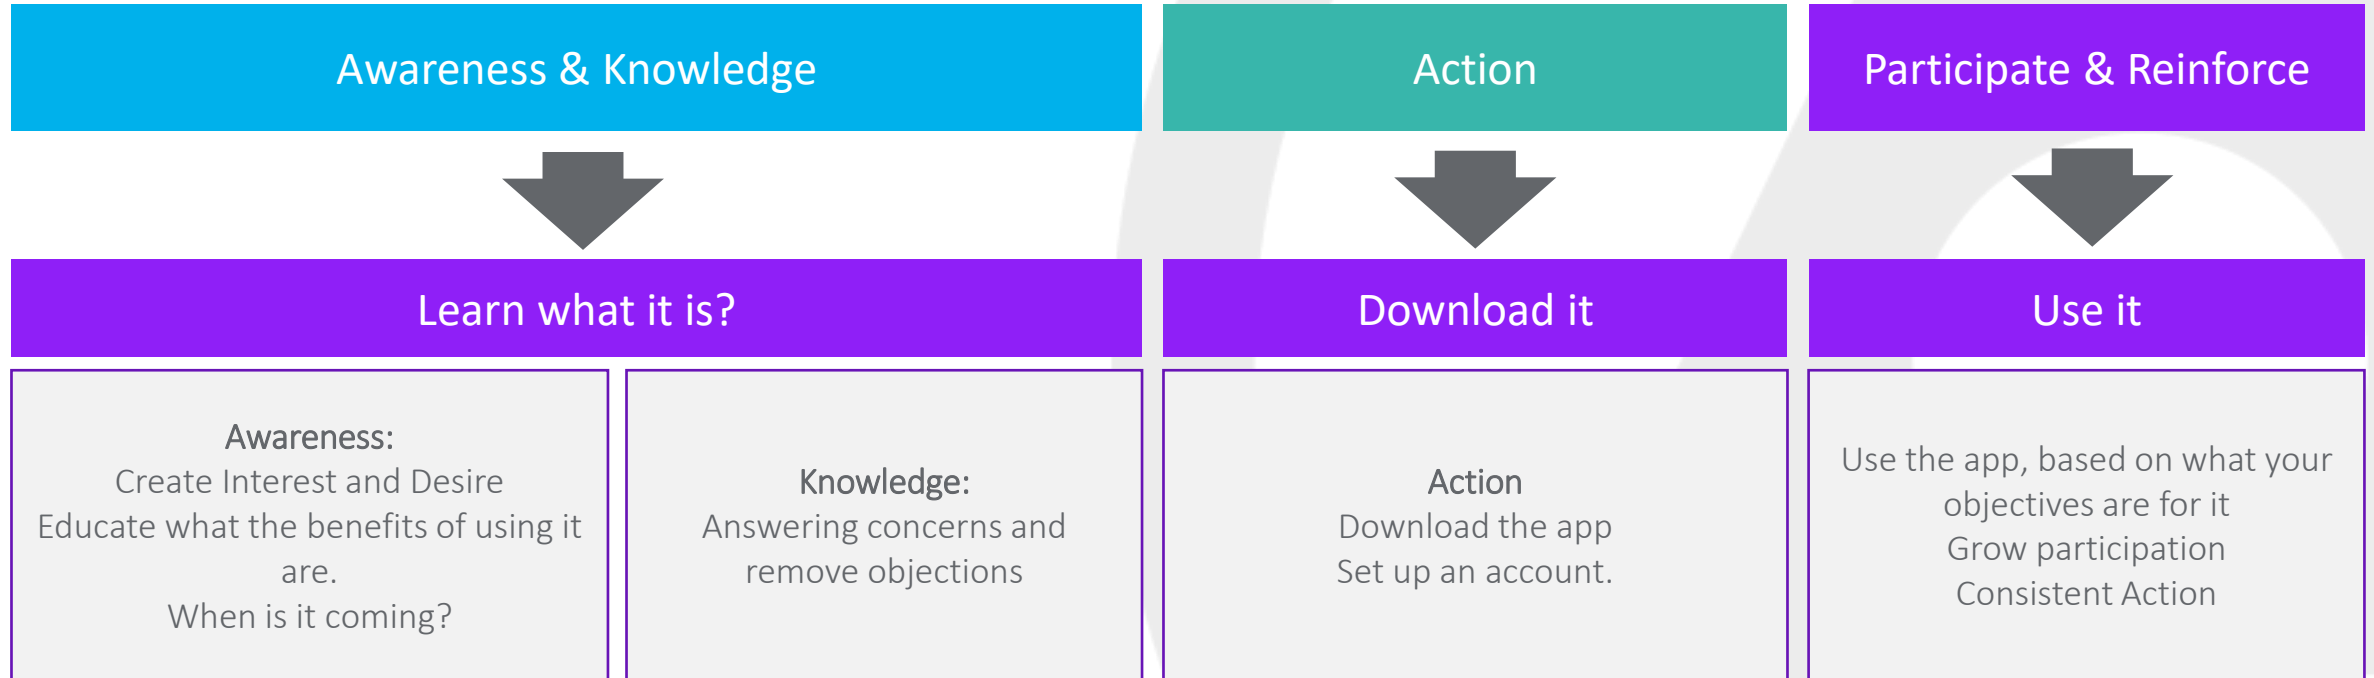 Awareness & Knowledge
Action
Participate & Reinforce
Learn what it is?
Download it
Use it
Awareness:
Create Interest and Desire
Educate what the benefits of using it
are.
When is it coming?
Knowledge:
Answering concerns and
remove objections
Action
Download the app
Set up an account.
Use the app, based on what your
objectives are for it
Grow participation
Consistent Action